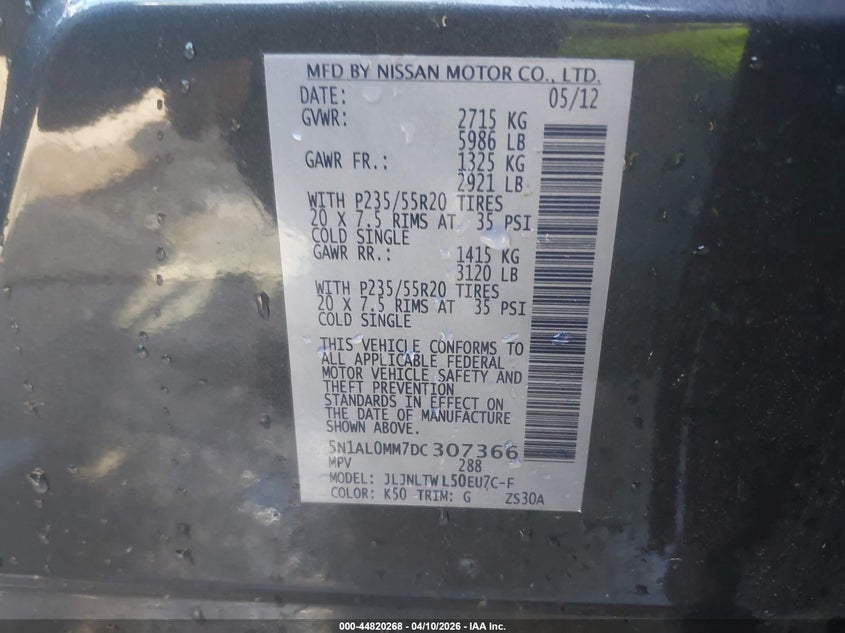 MFD BY NISSAN MOTOR CO., LTD.
DATE: 05/12
GVWR: 2715 KG
5986 LB
GAWR FR.: 1325 KG
2921 LB
WITH P235/55R20 TIRES
20 X 7.5 RIMS AT 35 PSI
COLD SINGLE
GAWR RR.: 1415 KG
3120 LB
WITH P235/55R20 TIRES
20 X 7.5 RIMS AT 35 PSI
COLD SINGLE
THIS VEHICLE CONFORMS TO
ALL APPLICABLE FEDERAL
MOTOR VEHICLE SAFETY AND
THEFT PREVENTION
STANDARDS IN EFFECT ON
THE DATE OF MANUFACTURE
SHOWN ABOVE.
5N1AL0MM7DC307366
MPV 288
MODEL: JLJNLTWL50EU7C-F
COLOR: K50 TRIM: G ZS30A
000-44820268 - 04/10/2026 - IAA Inc.